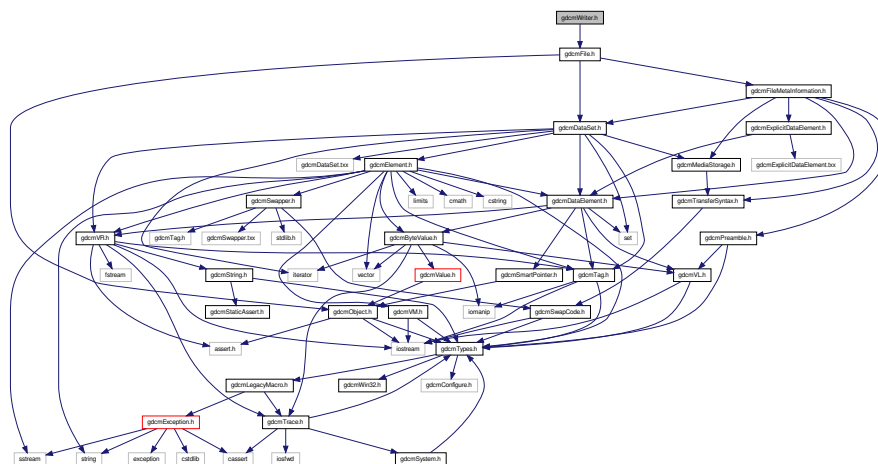 gdcmWriter.h
gdcmFile.h
gdcmFileMetaInformation.h
gdcmDataSet.h
gdcmExplicitDataElement.h
gdcmDataSet.txx
gdcmElement.h
gdcmMediaStorage.h
gdcmExplicitDataElement.txx
gdcmSwapper.h
limits
cmath
cstring
gdcmDataElement.h
gdcmTransferSyntax.h
gdcmVR.h
gdcmTag.h
gdcmSwapper.txx
stdlib.h
gdcmByteValue.h
set
gdcmPreamble.h
fstream
gdcmString.h
iterator
vector
gdcmValue.h
gdcmSmartPointer.h
gdcmTag.h
gdcmVL.h
gdcmStaticAssert.h
gdcmObject.h
gdcmVM.h
iomanip
gdcmSwapCode.h
assert.h
iostream
gdcmTypes.h
gdcmLegacyMacro.h
gdcmWin32.h
gdcmConfigure.h
gdcmException.h
gdcmTrace.h
sstream
string
exception
cstdlib
cassert
iosfwd
gdcmSystem.h